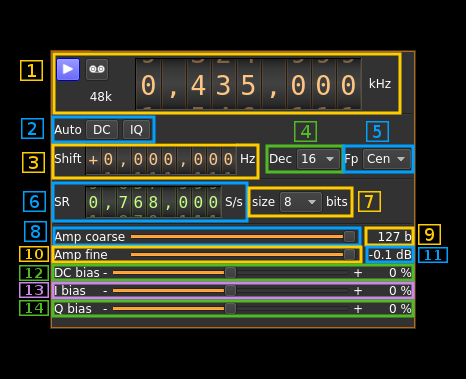 1 0,435,000 kHz
48k
2 Auto DC IQ 4 5
3 Shift +0,000,000 Hz Dec 16 Fp Cen
6 SR 0,768,000 S/s size 8 bits 7
8 Amp coarse 127 b 9
10 Amp fine -0.1 dB 11
12 DC bias - + 0 %
13 I bias - + 0 %
14 Q bias - + 0 %